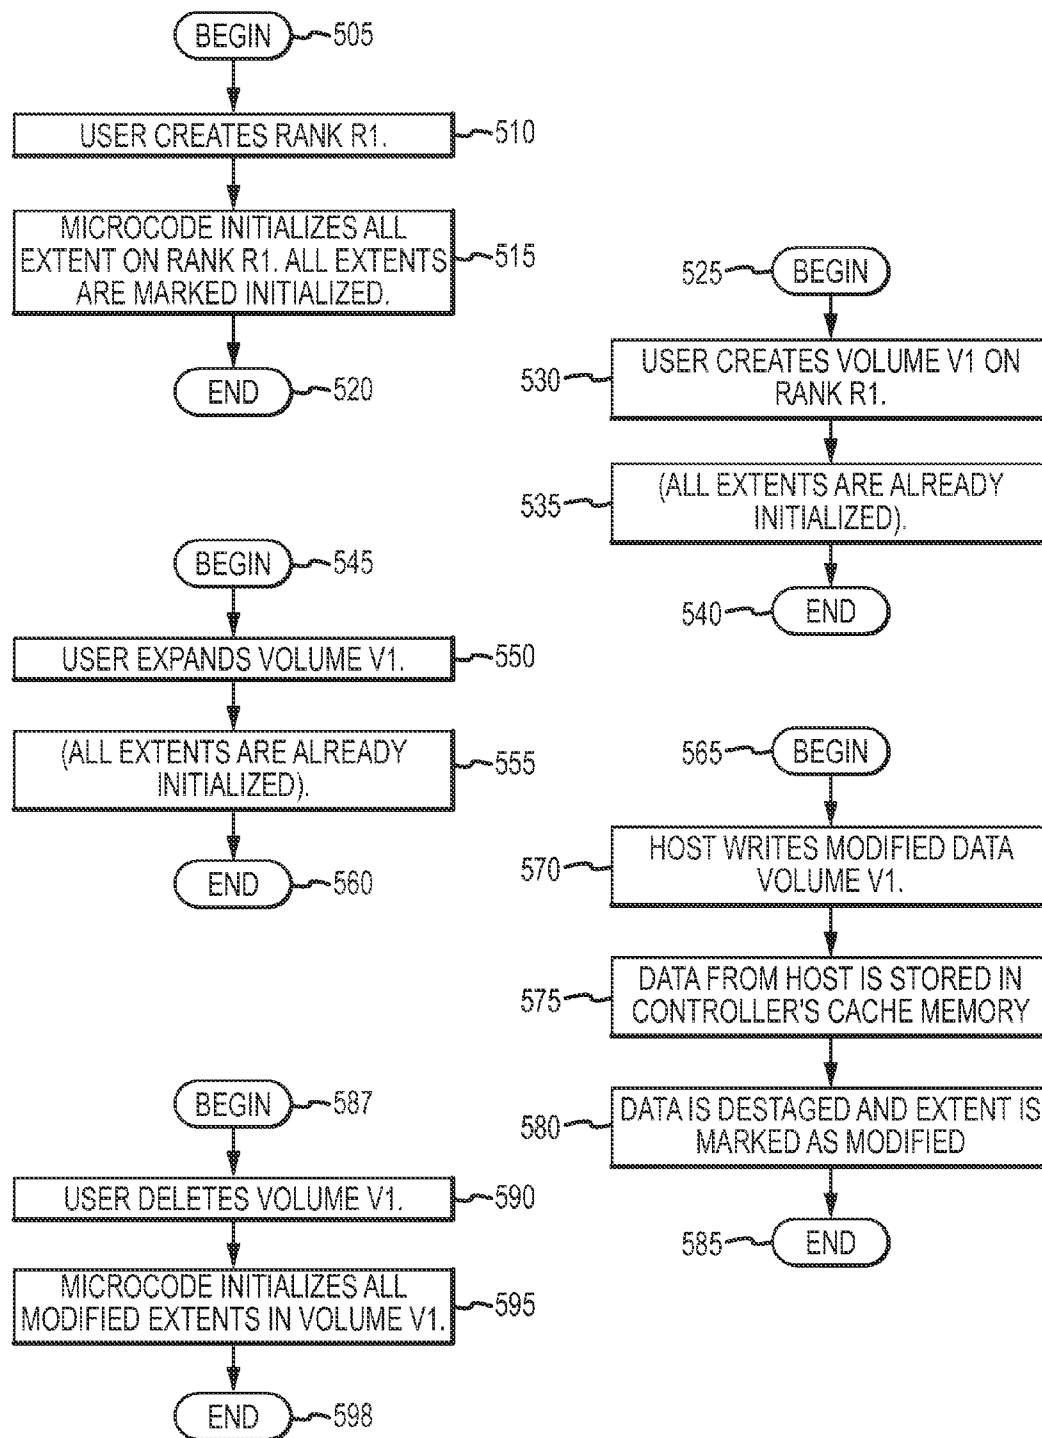 BEGIN 505
USER CREATES RANK R1. 510
MICROCODE INITIALIZES ALL
EXTENT ON RANK R1. ALL EXTENTS 515
ARE MARKED INITIALIZED.
END 520
525 BEGIN
530 USER CREATES VOLUME V1 ON
RANK R1.
535 (ALL EXTENTS ARE ALREADY
INITIALIZED).
540 END
BEGIN 545
USER EXPANDS VOLUME V1. 550
(ALL EXTENTS ARE ALREADY 555
INITIALIZED).
END 560
565 BEGIN
570 HOST WRITES MODIFIED DATA
VOLUME V1.
575 DATA FROM HOST IS STORED IN
CONTROLLER'S CACHE MEMORY
580 DATA IS DESTAGED AND EXTENT IS
MARKED AS MODIFIED
585 END
BEGIN 587
USER DELETES VOLUME V1. 590
MICROCODE INITIALIZES ALL 595
MODIFIED EXTENTS IN VOLUME V1.
END 598